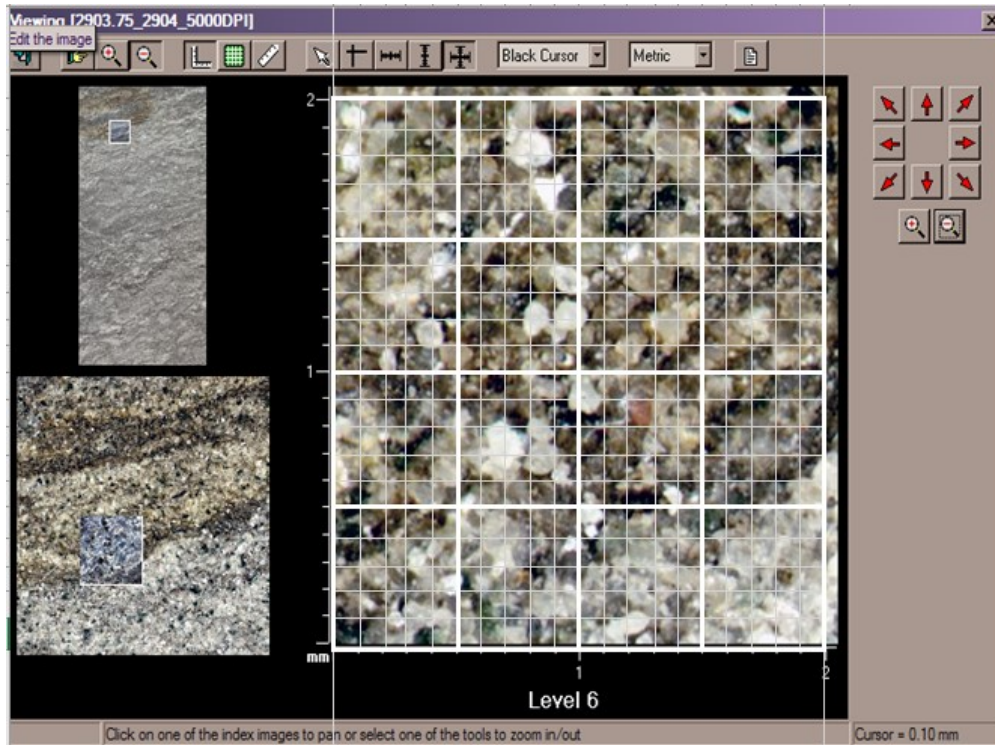 Viewing [2903.75_2904_5000DPI]
Edit the image
Black Cursor
Metric
2
1
mm
1
2
Level 6
Click on one of the index images to pan or select one of the tools to zoom in/out
Cursor = 0.10 mm